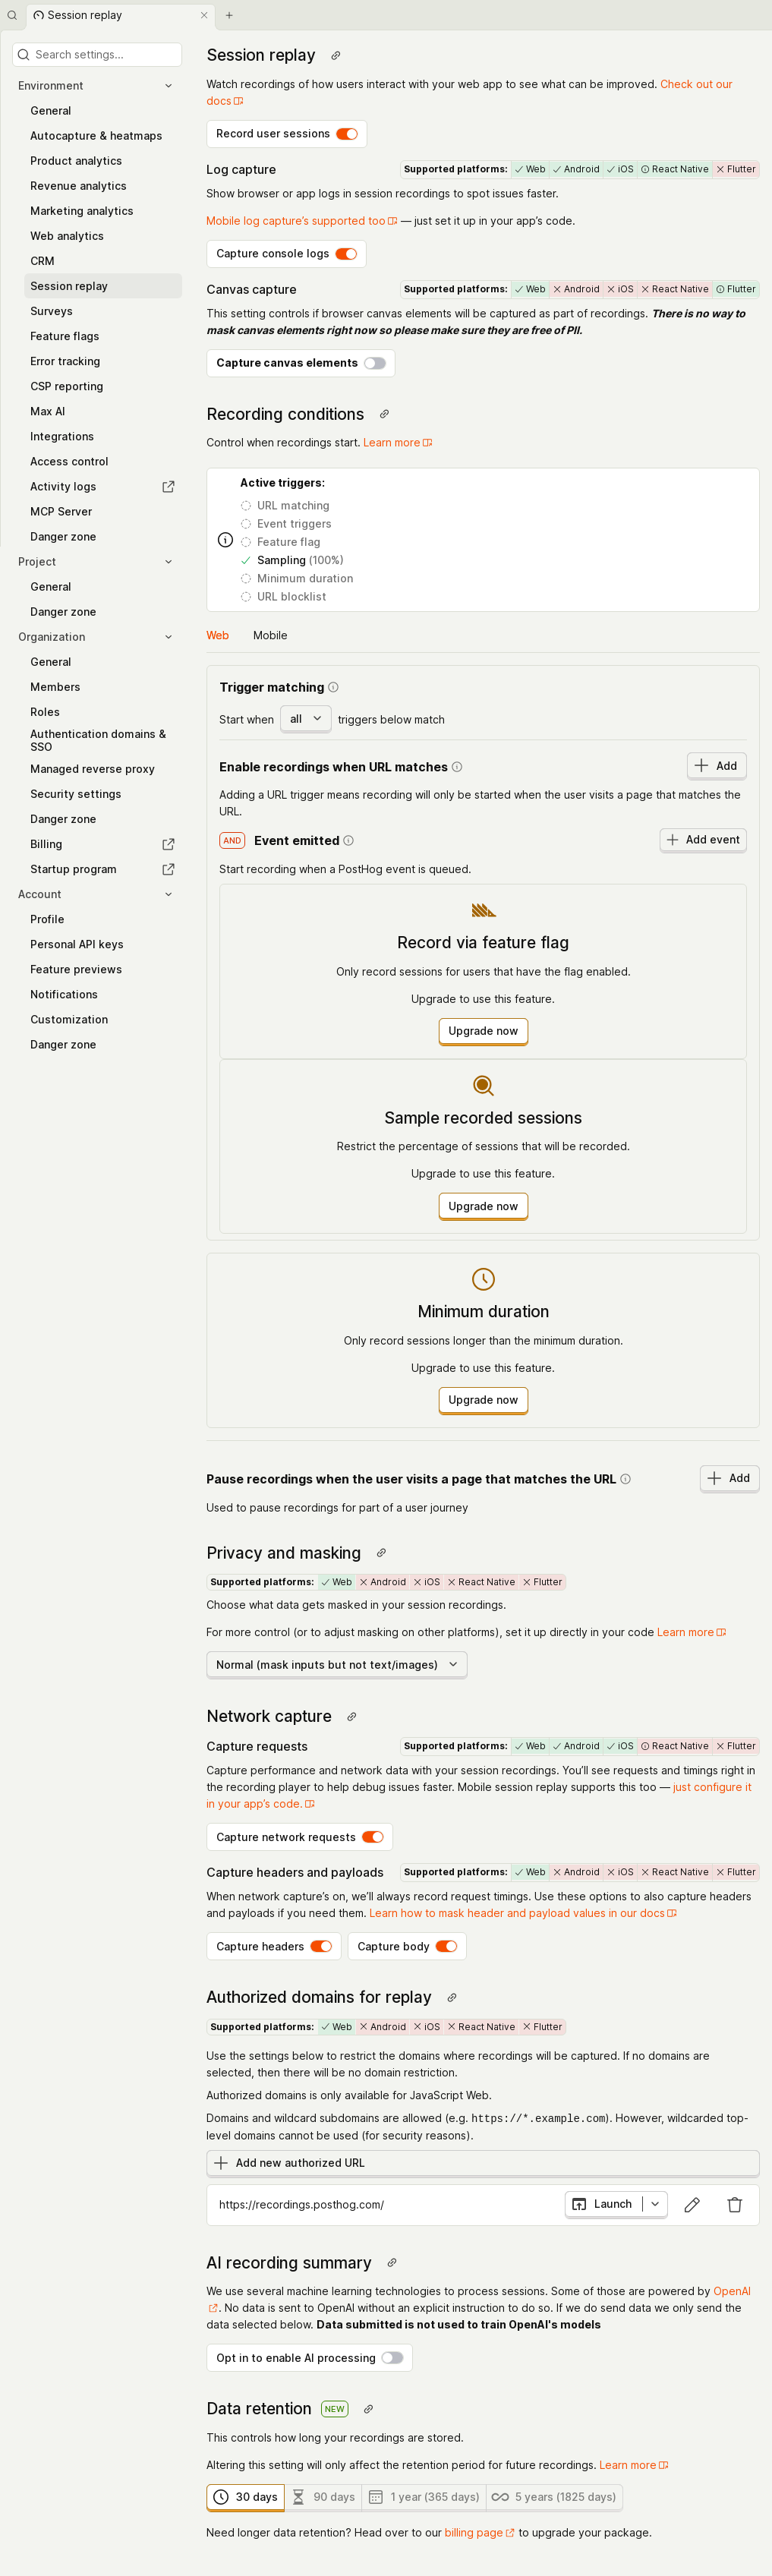 Session replay
Search settings...
Environment
General
Autocapture & heatmaps
Product analytics
Revenue analytics
Marketing analytics
Web analytics
CRM
Session replay
Surveys
Feature flags
Error tracking
CSP reporting
Max AI
Integrations
Access control
Activity logs
MCP Server
Danger zone
Project
General
Danger zone
Organization
General
Members
Roles
Authentication domains &
SSO
Managed reverse proxy
Security settings
Danger zone
Billing
Startup program
Account
Profile
Personal API keys
Feature previews
Notifications
Customization
Danger zone
Session replay
Watch recordings of how users interact with your web app to see what can be improved. Check out our
docs
Record user sessions
Log capture
Supported platforms: Web Android iOS React Native Flutter
Show browser or app logs in session recordings to spot issues faster.
Mobile log capture’s supported too — just set it up in your app’s code.
Capture console logs
Canvas capture
Supported platforms: Web Android iOS React Native Flutter
This setting controls if browser canvas elements will be captured as part of recordings. There is no way to
mask canvas elements right now so please make sure they are free of PII.
Capture canvas elements
Recording conditions
Control when recordings start. Learn more
Active triggers:
URL matching
Event triggers
Feature flag
Sampling (100%)
Minimum duration
URL blocklist
Web Mobile
Trigger matching
Start when all triggers below match
Enable recordings when URL matches
Add
Adding a URL trigger means recording will only be started when the user visits a page that matches the
URL.
AND Event emitted
Add event
Start recording when a PostHog event is queued.
Record via feature flag
Only record sessions for users that have the flag enabled.
Upgrade to use this feature.
Upgrade now
Sample recorded sessions
Restrict the percentage of sessions that will be recorded.
Upgrade to use this feature.
Upgrade now
Minimum duration
Only record sessions longer than the minimum duration.
Upgrade to use this feature.
Upgrade now
Pause recordings when the user visits a page that matches the URL
Add
Used to pause recordings for part of a user journey
Privacy and masking
Supported platforms: Web Android iOS React Native Flutter
Choose what data gets masked in your session recordings.
For more control (or to adjust masking on other platforms), set it up directly in your code Learn more
Normal (mask inputs but not text/images)
Network capture
Capture requests
Supported platforms: Web Android iOS React Native Flutter
Capture performance and network data with your session recordings. You’ll see requests and timings right in
the recording player to help debug issues faster. Mobile session replay supports this too — just configure it
in your app’s code.
Capture network requests
Capture headers and payloads
Supported platforms: Web Android iOS React Native Flutter
When network capture’s on, we’ll always record request timings. Use these options to also capture headers
and payloads if you need them. Learn how to mask header and payload values in our docs
Capture headers Capture body
Authorized domains for replay
Supported platforms: Web Android iOS React Native Flutter
Use the settings below to restrict the domains where recordings will be captured. If no domains are
selected, then there will be no domain restriction.
Authorized domains is only available for JavaScript Web.
Domains and wildcard subdomains are allowed (e.g. https://*.example.com). However, wildcarded top-
level domains cannot be used (for security reasons).
Add new authorized URL
https://recordings.posthog.com/
Launch
AI recording summary
We use several machine learning technologies to process sessions. Some of those are powered by OpenAI
. No data is sent to OpenAI without an explicit instruction to do so. If we do send data we only send the
data selected below. Data submitted is not used to train OpenAI's models
Opt in to enable AI processing
Data retention NEW
This controls how long your recordings are stored.
Altering this setting will only affect the retention period for future recordings. Learn more
30 days 90 days 1 year (365 days) 5 years (1825 days)
Need longer data retention? Head over to our billing page to upgrade your package.